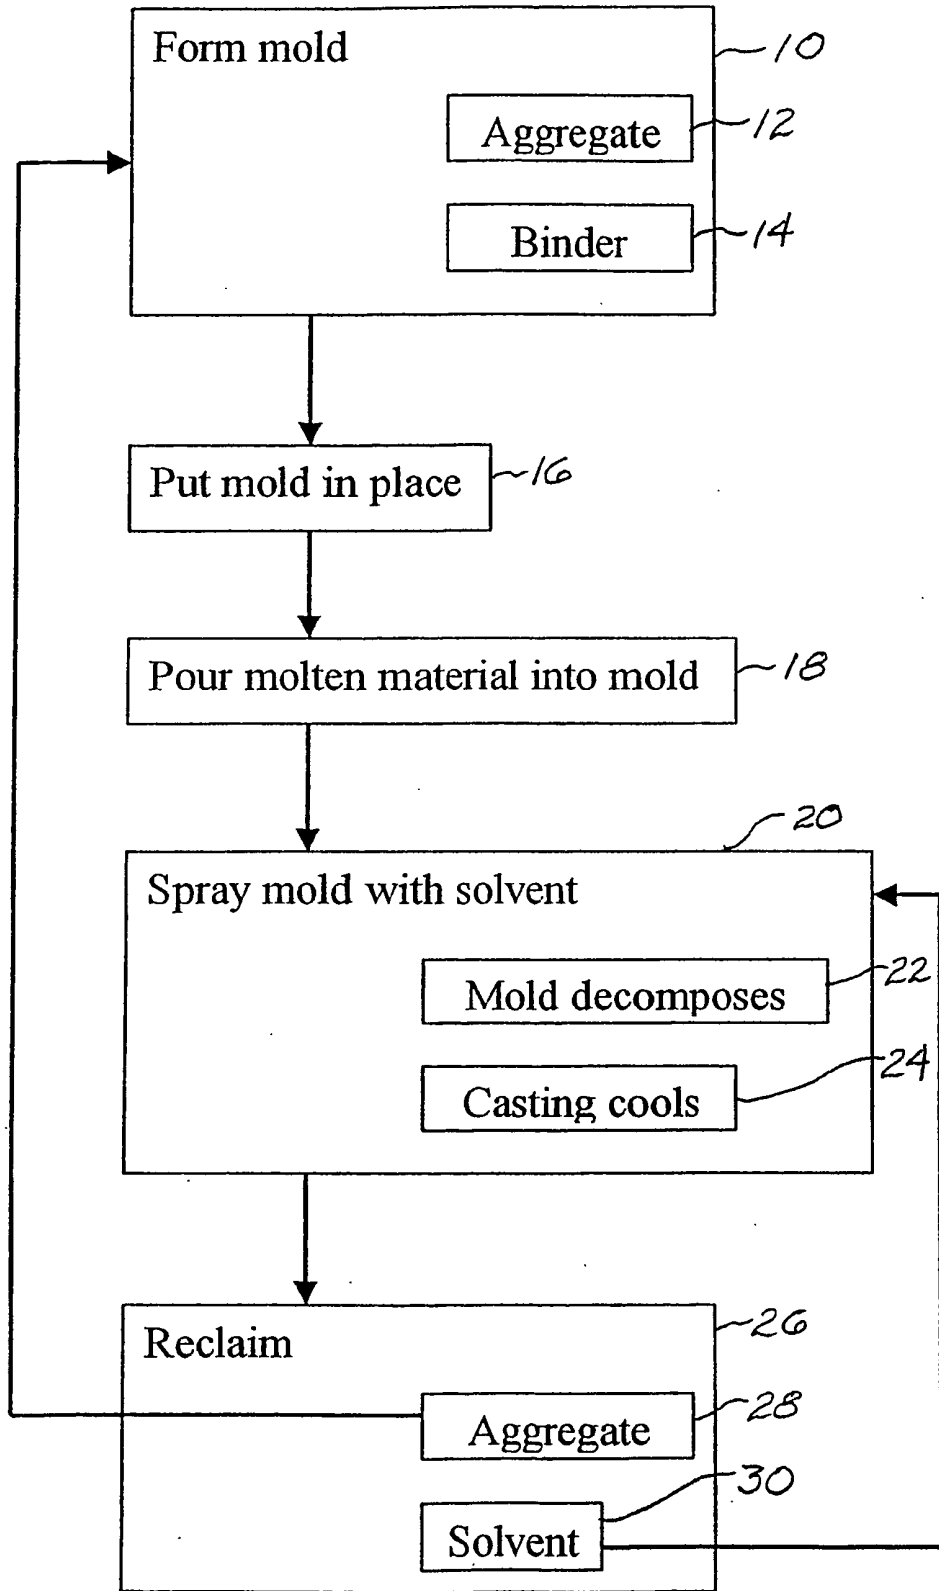 Form mold
10
Aggregate
12
Binder
14
Put mold in place
16
Pour molten material into mold
18
20
Spray mold with solvent
Mold decomposes
22
Casting cools
24
Reclaim
26
Aggregate
28
Solvent
30